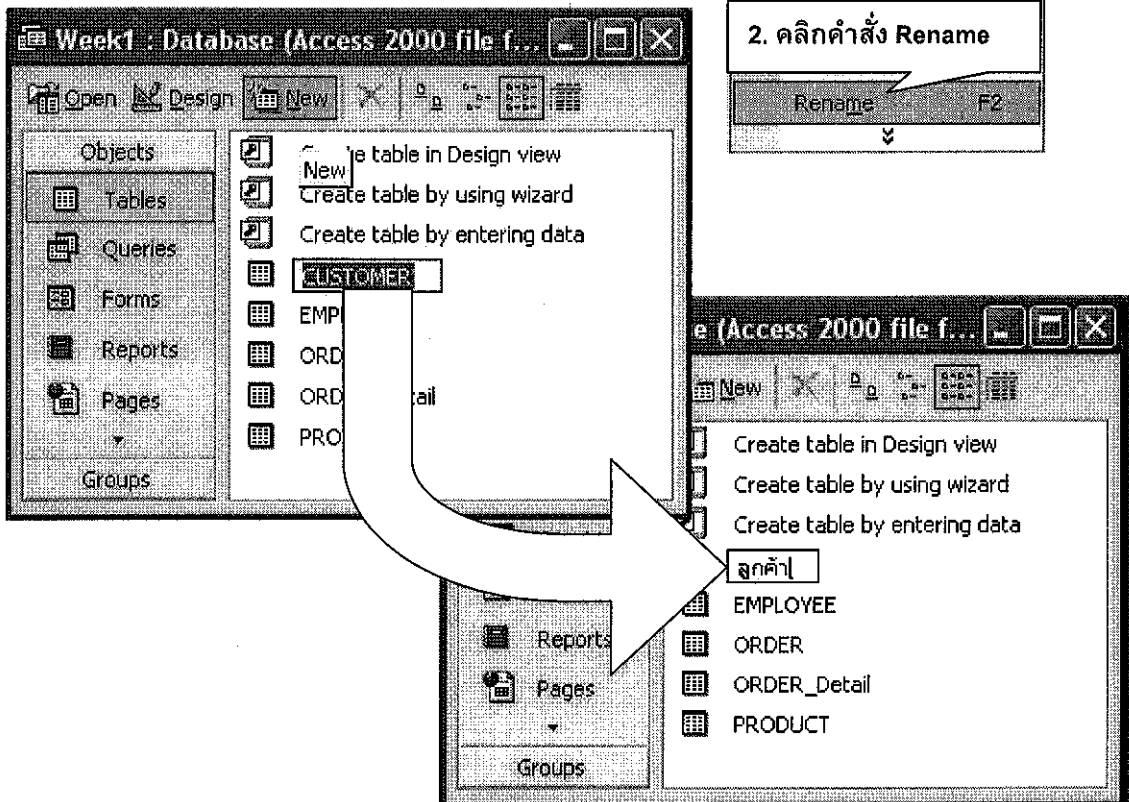 Week1 : Database (Access 2000 file f...
Open Design New
Objects
Tables
Queries
Forms
Reports
Pages
Groups
e table in Design view
New
Create table by using wizard
Create table by entering data
CUSTOMER
EMP
ORD
ORD ail
PRO
2. คลิกคำสั่ง Rename
Rename F2
e (Access 2000 file f...
New
Create table in Design view
Create table by using wizard
Create table by entering data
ลูกค้า
EMPLOYEE
ORDER
ORDER_Detail
PRODUCT
Reports
Pages
Groups